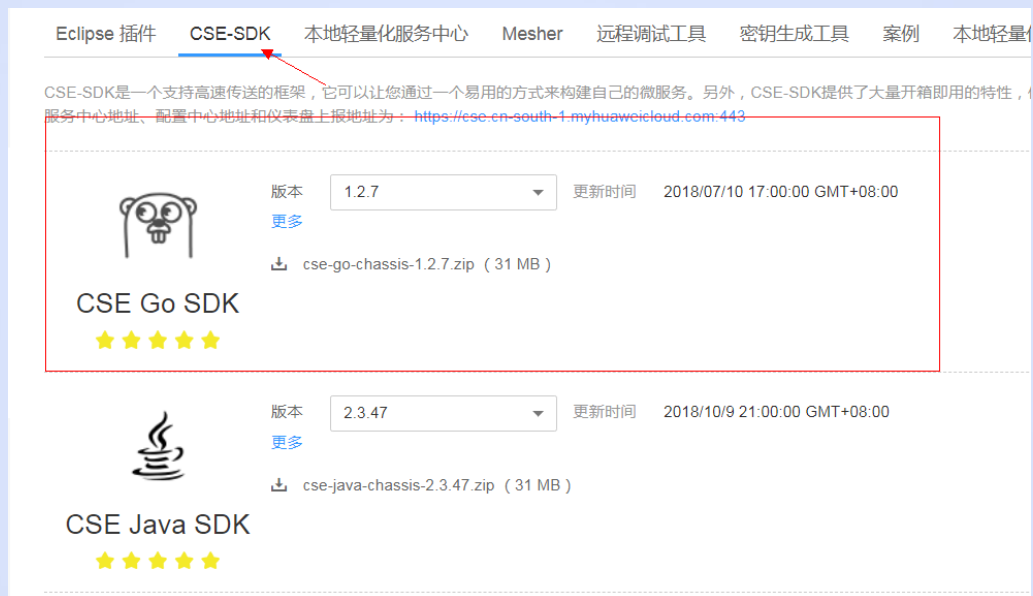 Eclipse 插件 CSE-SDK 本地轻量化服务中心 Mesher 远程调试工具 密钥生成工具 案例 本地轻量
CSE-SDK是一个支持高速传送的框架，它可以让您通过一个易用的方式来构建自己的微服务。另外，CSE-SDK提供了大量开箱即用的特性，
服务中心地址、配置中心地址和仪表盘上报地址为： https://cse.cn-south-1.myhuaweicloud.com:443
版本 1.2.7 更新时间 2018/07/10 17:00:00 GMT+08:00
更多
cse-go-chassis-1.2.7.zip （31 MB）
CSE Go SDK
版本 2.3.47 更新时间 2018/10/9 21:00:00 GMT+08:00
更多
cse-java-chassis-2.3.47.zip （31 MB）
CSE Java SDK